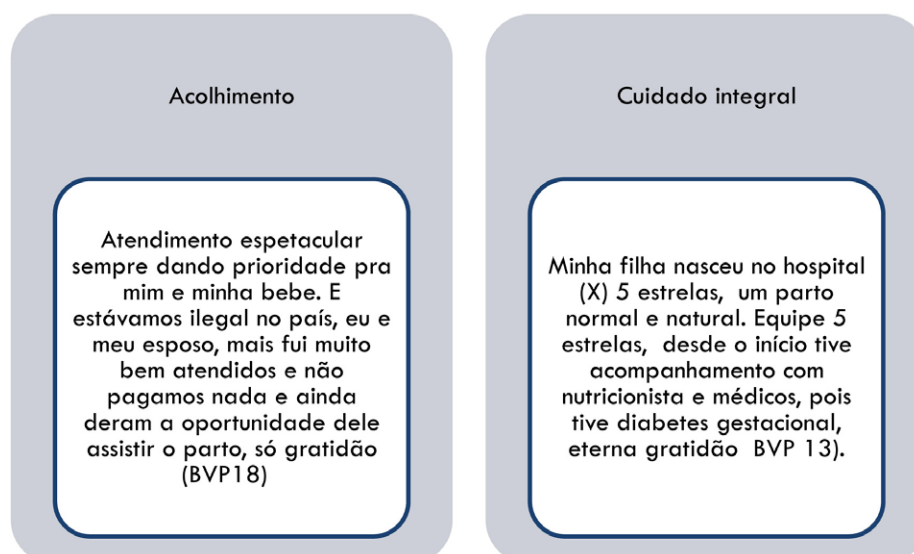 Acolhimento
Atendimento espetacular
sempre dando prioridade pra
mim e minha bebe. E
estávamos ilegal no país, eu e
meu esposo, mais fui muito
bem atendidos e não
pagamos nada e ainda
deram a oportunidade dele
assistir o parto, só gratidão
(BVP18)
Cuidado integral
Minha filha nasceu no hospital
(X) 5 estrelas, um parto
normal e natural. Equipe 5
estrelas, desde o início tive
acompanhamento com
nutricionista e médicos, pois
tive diabetes gestacional,
eterna gratidão BVP 13).